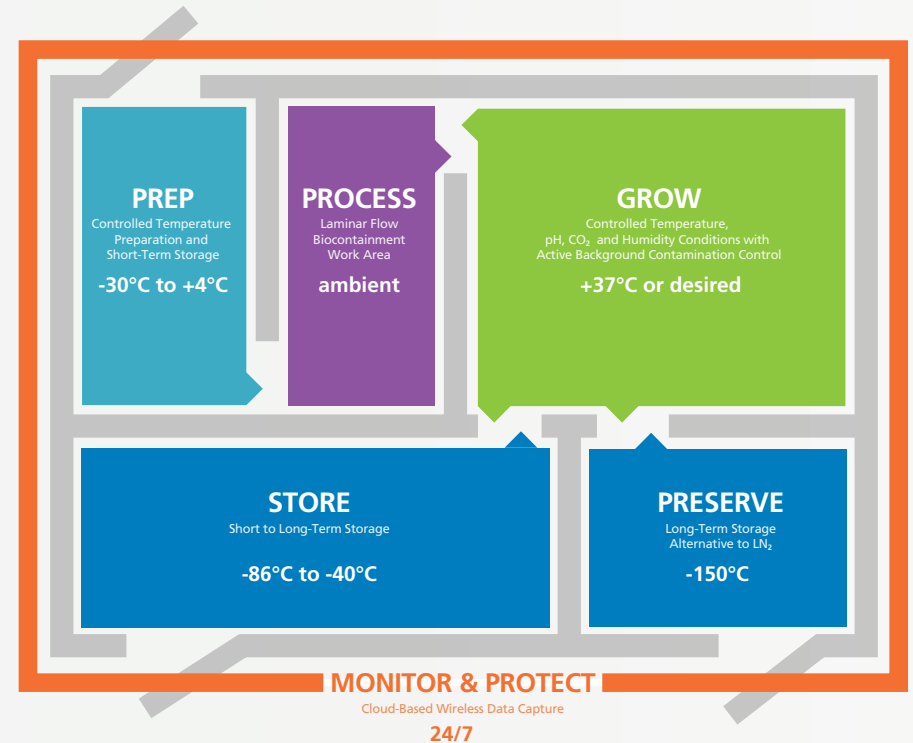 PREP
Controlled Temperature
Preparation and
Short-Term Storage
-30°C to +4°C
PROCESS
Laminar Flow
Biocontainment
Work Area
ambient
GROW
Controlled Temperature,
pH, CO₂ and Humidity Conditions with
Active Background Contamination Control
+37°C or desired
STORE
Short to Long-Term Storage
-86°C to -40°C
PRESERVE
Long-Term Storage
Alternative to LN₂
-150°C
MONITOR & PROTECT
Cloud-Based Wireless Data Capture
24/7